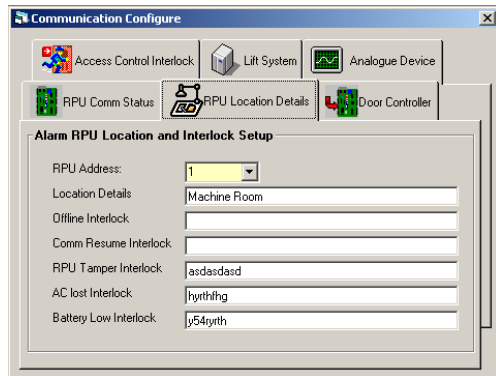 Communication Configure
Access Control Interlock
Lift System
Analogue Device
RPU Comm Status
RPU Location Details
Door Controller
Alarm RPU Location and Interlock Setup
RPU Address: 1
Location Details Machine Room
Offline Interlock
Comm Resume Interlock
RPU Tamper Interlock asdasdasd
AC lost Interlock hyrthfhg
Battery Low Interlock y54ryrth